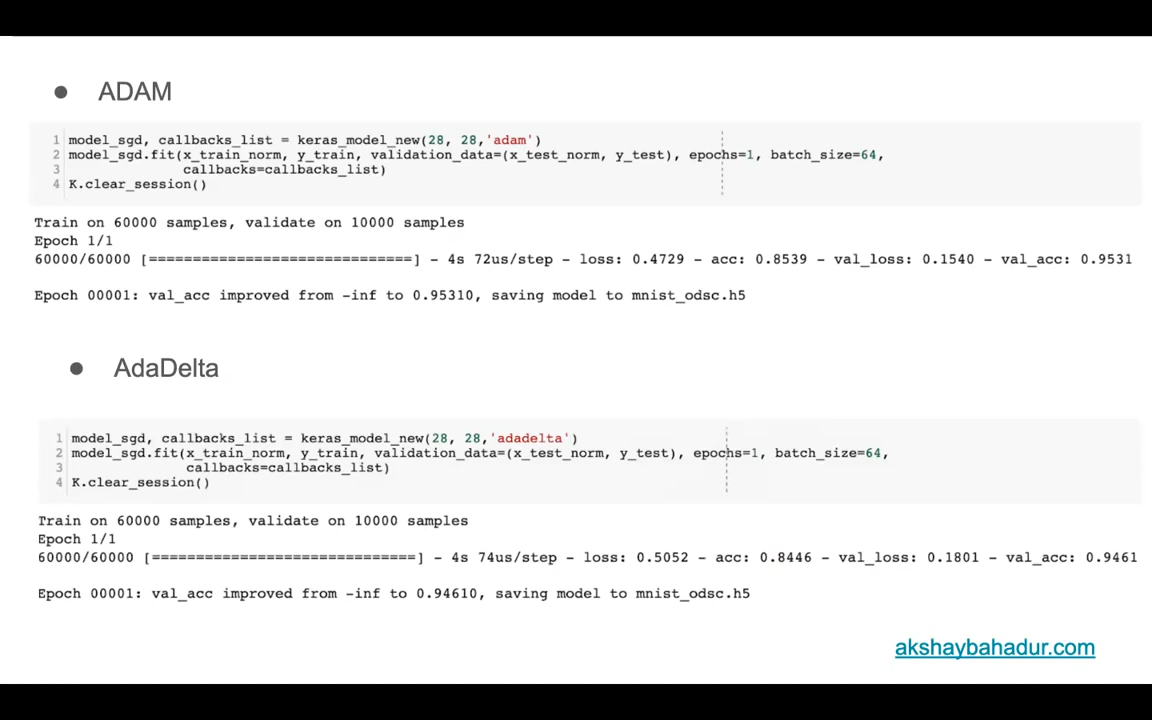 ● ADAM
1 model_sgd, callbacks_list = keras_model_new(28, 28,'adam')
2 model_sgd.fit(x_train_norm, y_train, validation_data=(x_test_norm, y_test), epochs=1, batch_size=64,
3 callbacks=callbacks_list)
4 K.clear_session()
Train on 60000 samples, validate on 10000 samples
Epoch 1/1
60000/60000 [==============================] - 4s 72us/step - loss: 0.4729 - acc: 0.8539 - val_loss: 0.1540 - val_acc: 0.9531
Epoch 00001: val_acc improved from -inf to 0.95310, saving model to mnist_odsc.h5
● AdaDelta
1 model_sgd, callbacks_list = keras_model_new(28, 28,'adadelta')
2 model_sgd.fit(x_train_norm, y_train, validation_data=(x_test_norm, y_test), epochs=1, batch_size=64,
3 callbacks=callbacks_list)
4 K.clear_session()
Train on 60000 samples, validate on 10000 samples
Epoch 1/1
60000/60000 [==============================] - 4s 74us/step - loss: 0.5052 - acc: 0.8446 - val_loss: 0.1801 - val_acc: 0.9461
Epoch 00001: val_acc improved from -inf to 0.94610, saving model to mnist_odsc.h5
akshaybahadur.com